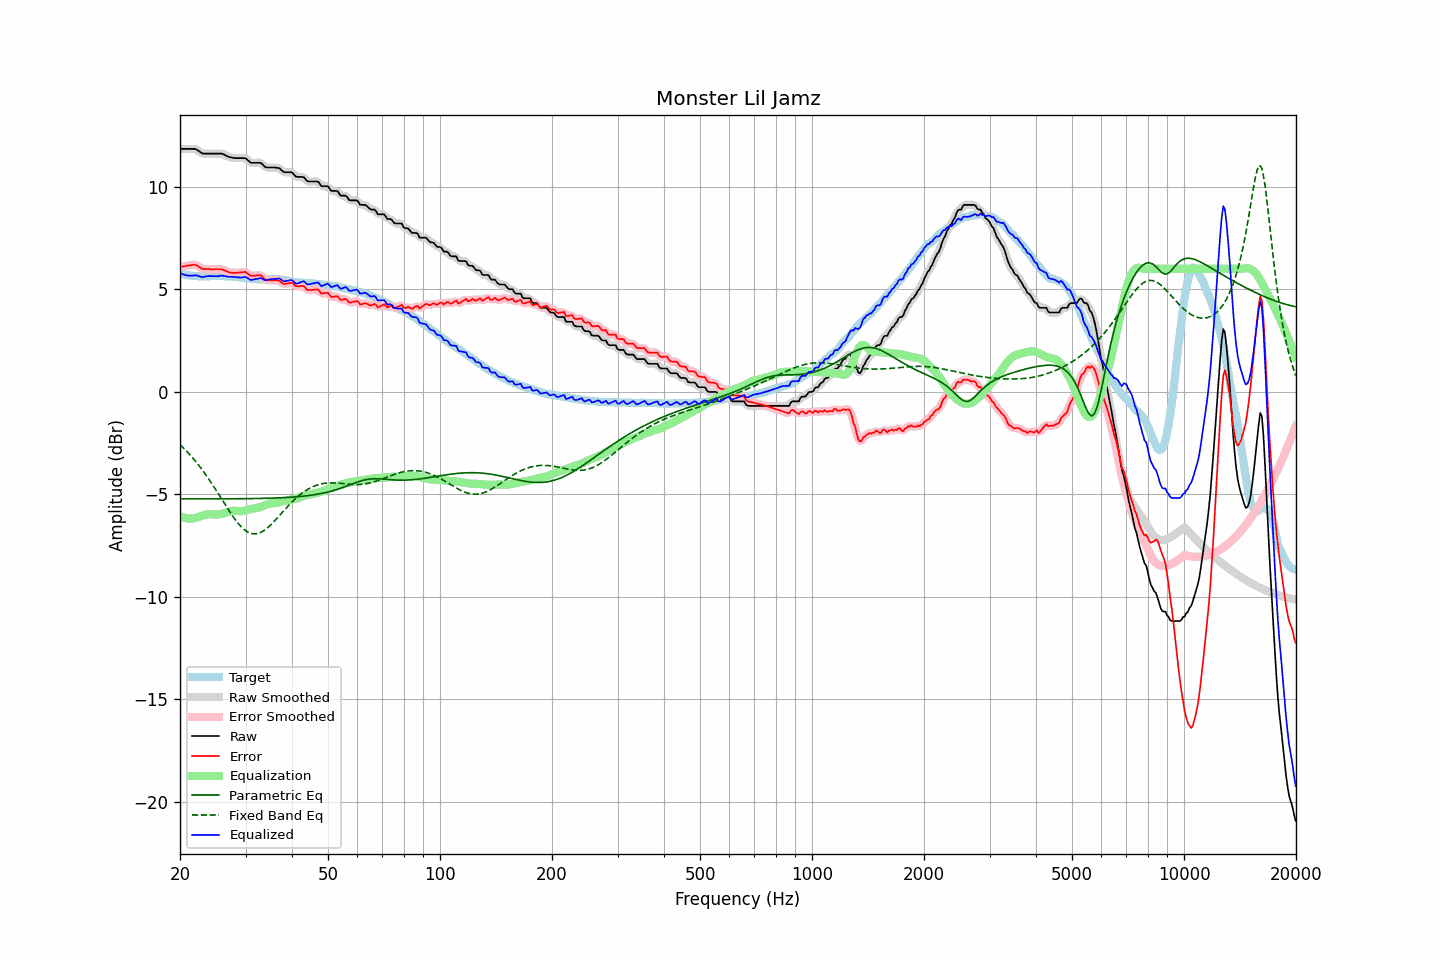 Monster Lil Jamz
Amplitude (dBr)
10
5
0
−5
−10
−15
−20
Target
Raw Smoothed
Error Smoothed
Raw
Error
Equalization
Parametric Eq
Fixed Band Eq
Equalized
20 50 100 200 500 1000 2000 5000 10000 20000
Frequency (Hz)